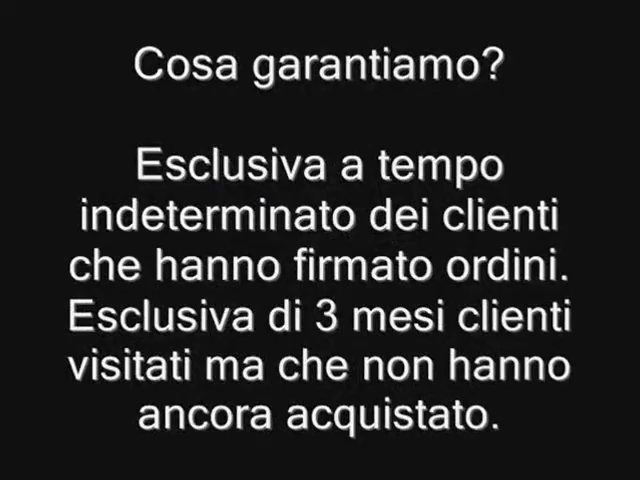 Cosa garantiamo?
Esclusiva a tempo
indeterminato dei clienti
che hanno firmato ordini.
Esclusiva di 3 mesi clienti
visitati ma che non hanno
ancora acquistato.